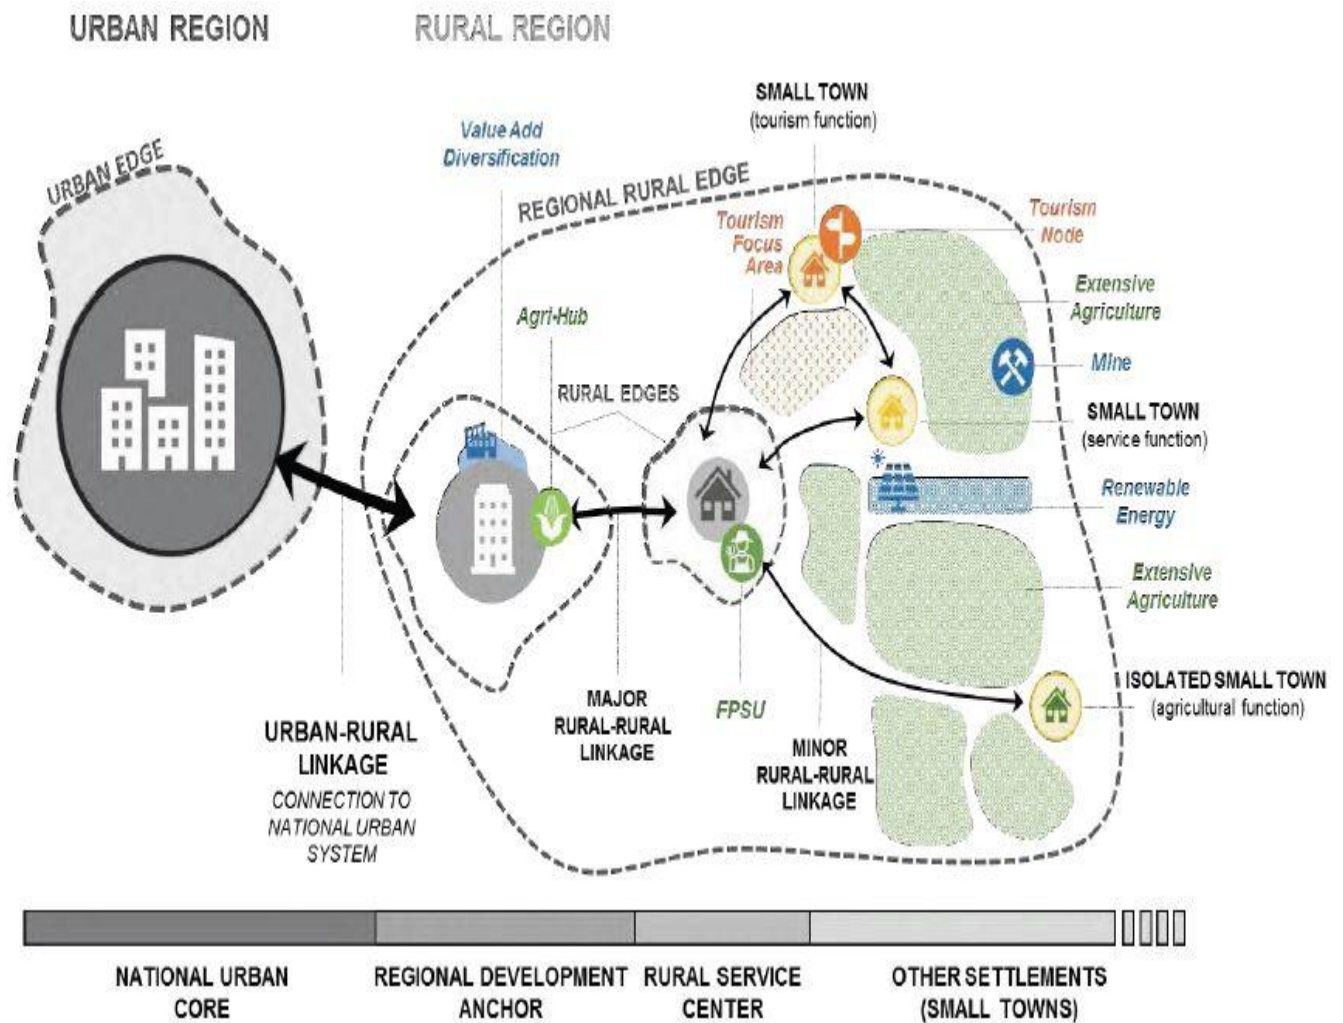 URBAN REGION
RURAL REGION
SMALL TOWN
(tourism function)
Value Add
Diversification
URBAN EDGE
REGIONAL RURAL EDGE
Tourism
Focus
Area
Tourism
Node
Extensive
Agriculture
Agri-Hub
Mine
RURAL EDGES
SMALL TOWN
(service function)
Renewable
Energy
Extensive
Agriculture
ISOLATED SMALL TOWN
(agricultural function)
MAJOR
RURAL-RURAL
LINKAGE
FPSU
MINOR
RURAL-RURAL
LINKAGE
URBAN-RURAL
LINKAGE
CONNECTION TO
NATIONAL URBAN
SYSTEM
NATIONAL URBAN
CORE
REGIONAL DEVELOPMENT
ANCHOR
RURAL SERVICE
CENTER
OTHER SETTLEMENTS
(SMALL TOWNS)